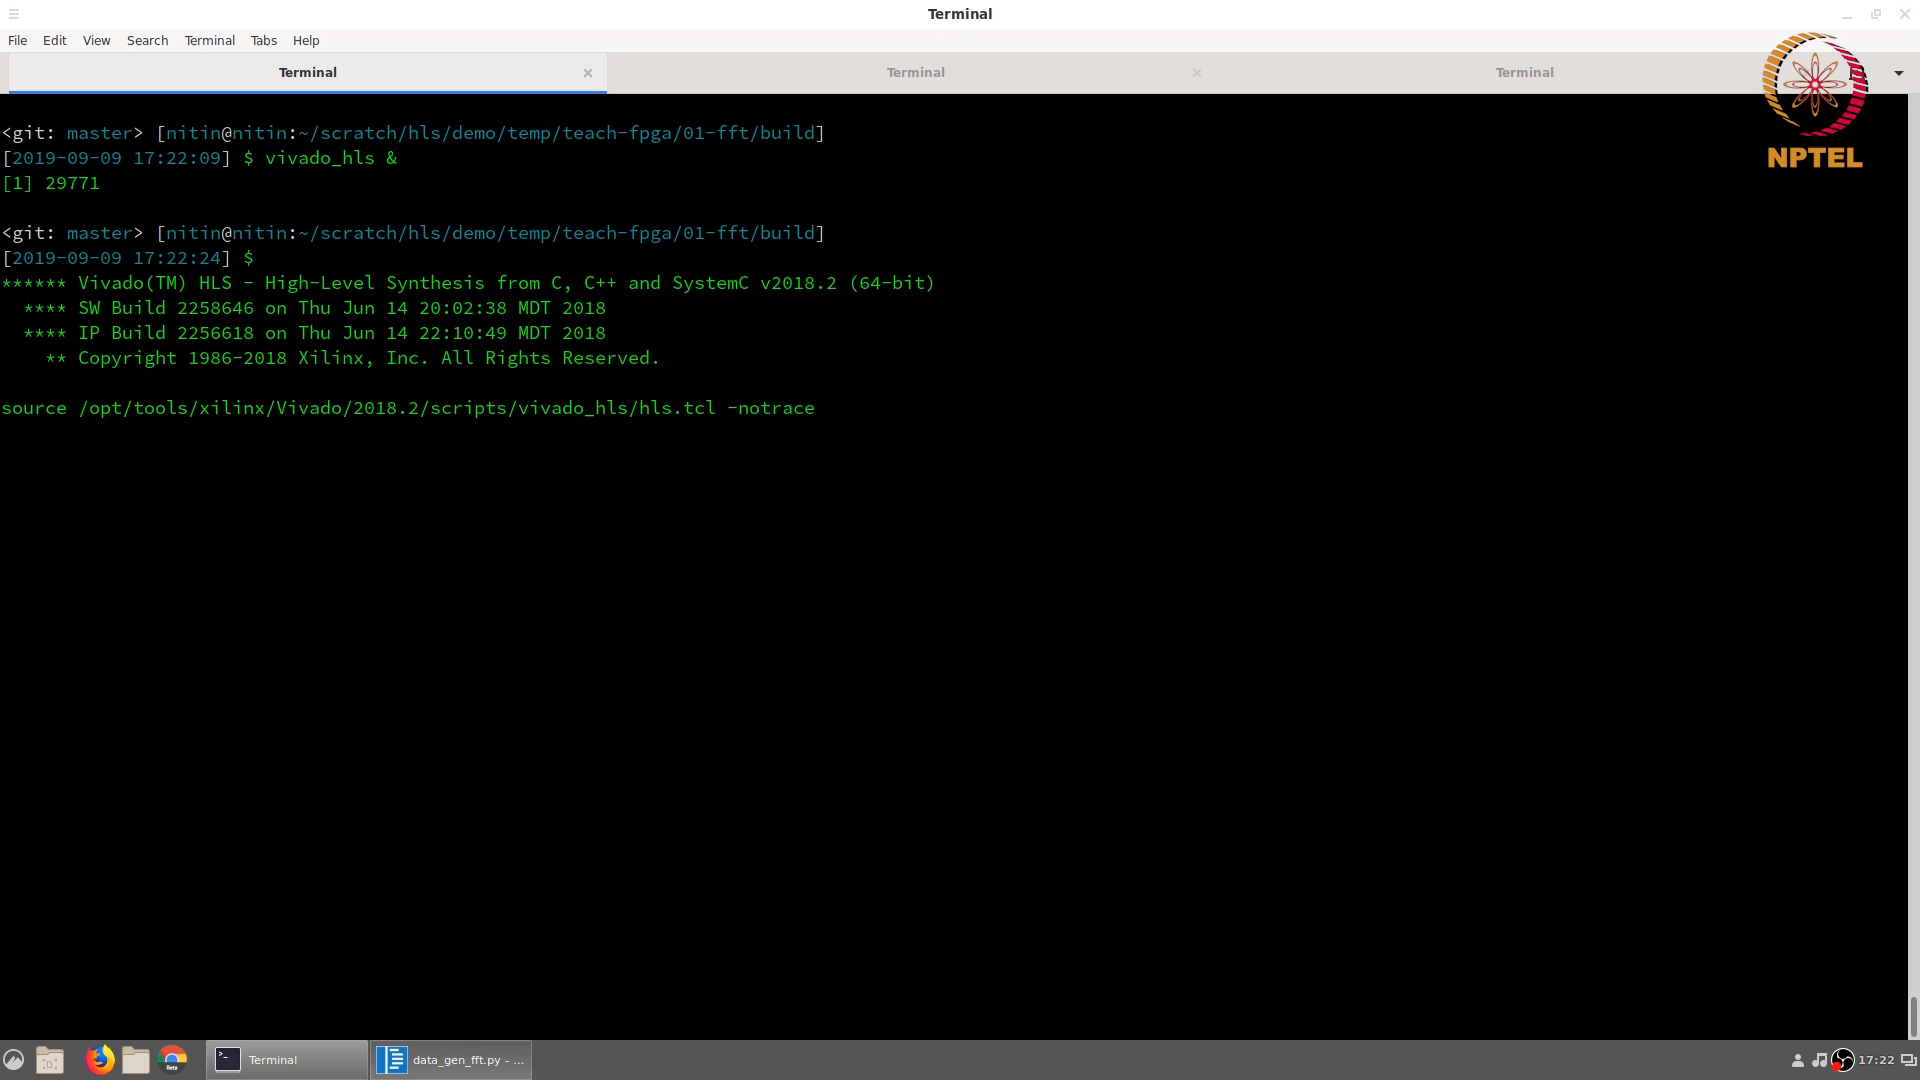 Terminal
File Edit View Search Terminal Tabs Help
Terminal Terminal Terminal
NPTEL
<git: master> [nitin@nitin:~/scratch/hls/demo/temp/teach-fpga/01-fft/build]
[2019-09-09 17:22:09] $ vivado_hls &
[1] 29771
<git: master> [nitin@nitin:~/scratch/hls/demo/temp/teach-fpga/01-fft/build]
[2019-09-09 17:22:24] $
****** Vivado(TM) HLS - High-Level Synthesis from C, C++ and SystemC v2018.2 (64-bit)
**** SW Build 2258646 on Thu Jun 14 20:02:38 MDT 2018
**** IP Build 2256618 on Thu Jun 14 22:10:49 MDT 2018
** Copyright 1986-2018 Xilinx, Inc. All Rights Reserved.
source /opt/tools/xilinx/Vivado/2018.2/scripts/vivado_hls/hls.tcl -notrace
Beta Terminal data_gen_fft.py - ... 17:22